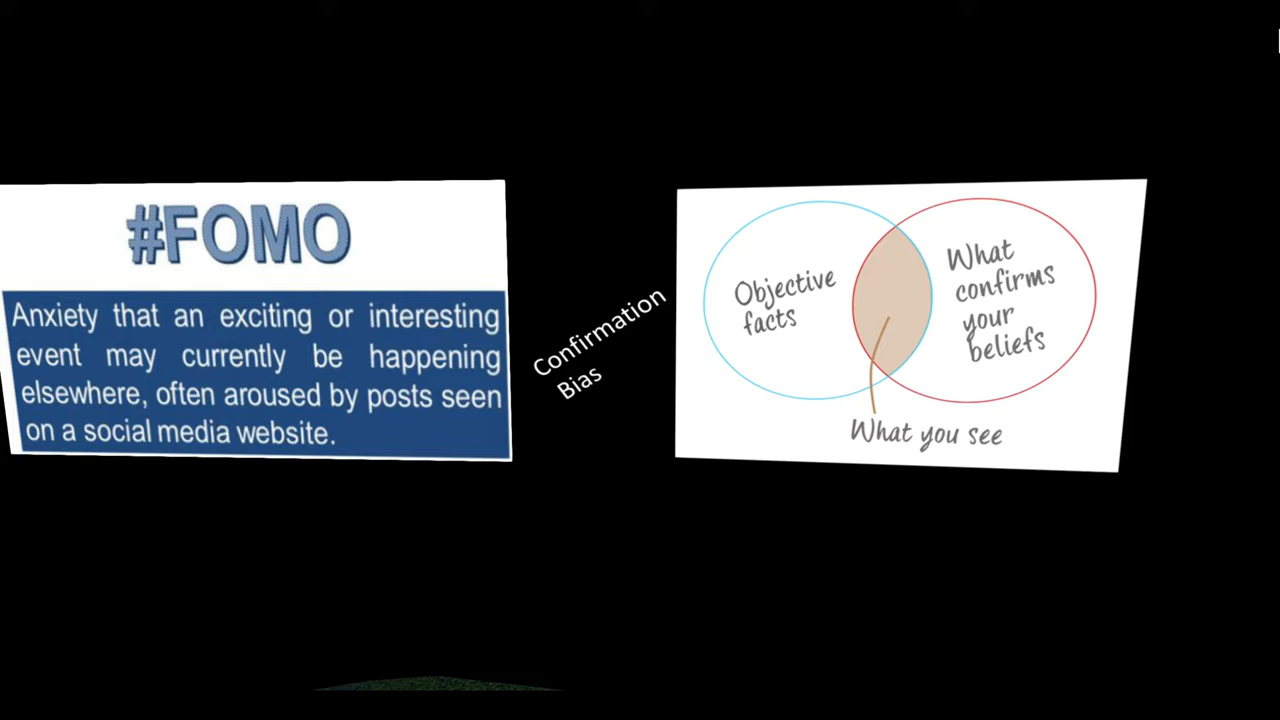 #FOMO
Anxiety that an exciting or interesting
event may currently be happening
elsewhere, often aroused by posts seen
on a social media website.
Confirmation
Bias
Objective
facts
What
confirms
your
beliefs
What you see